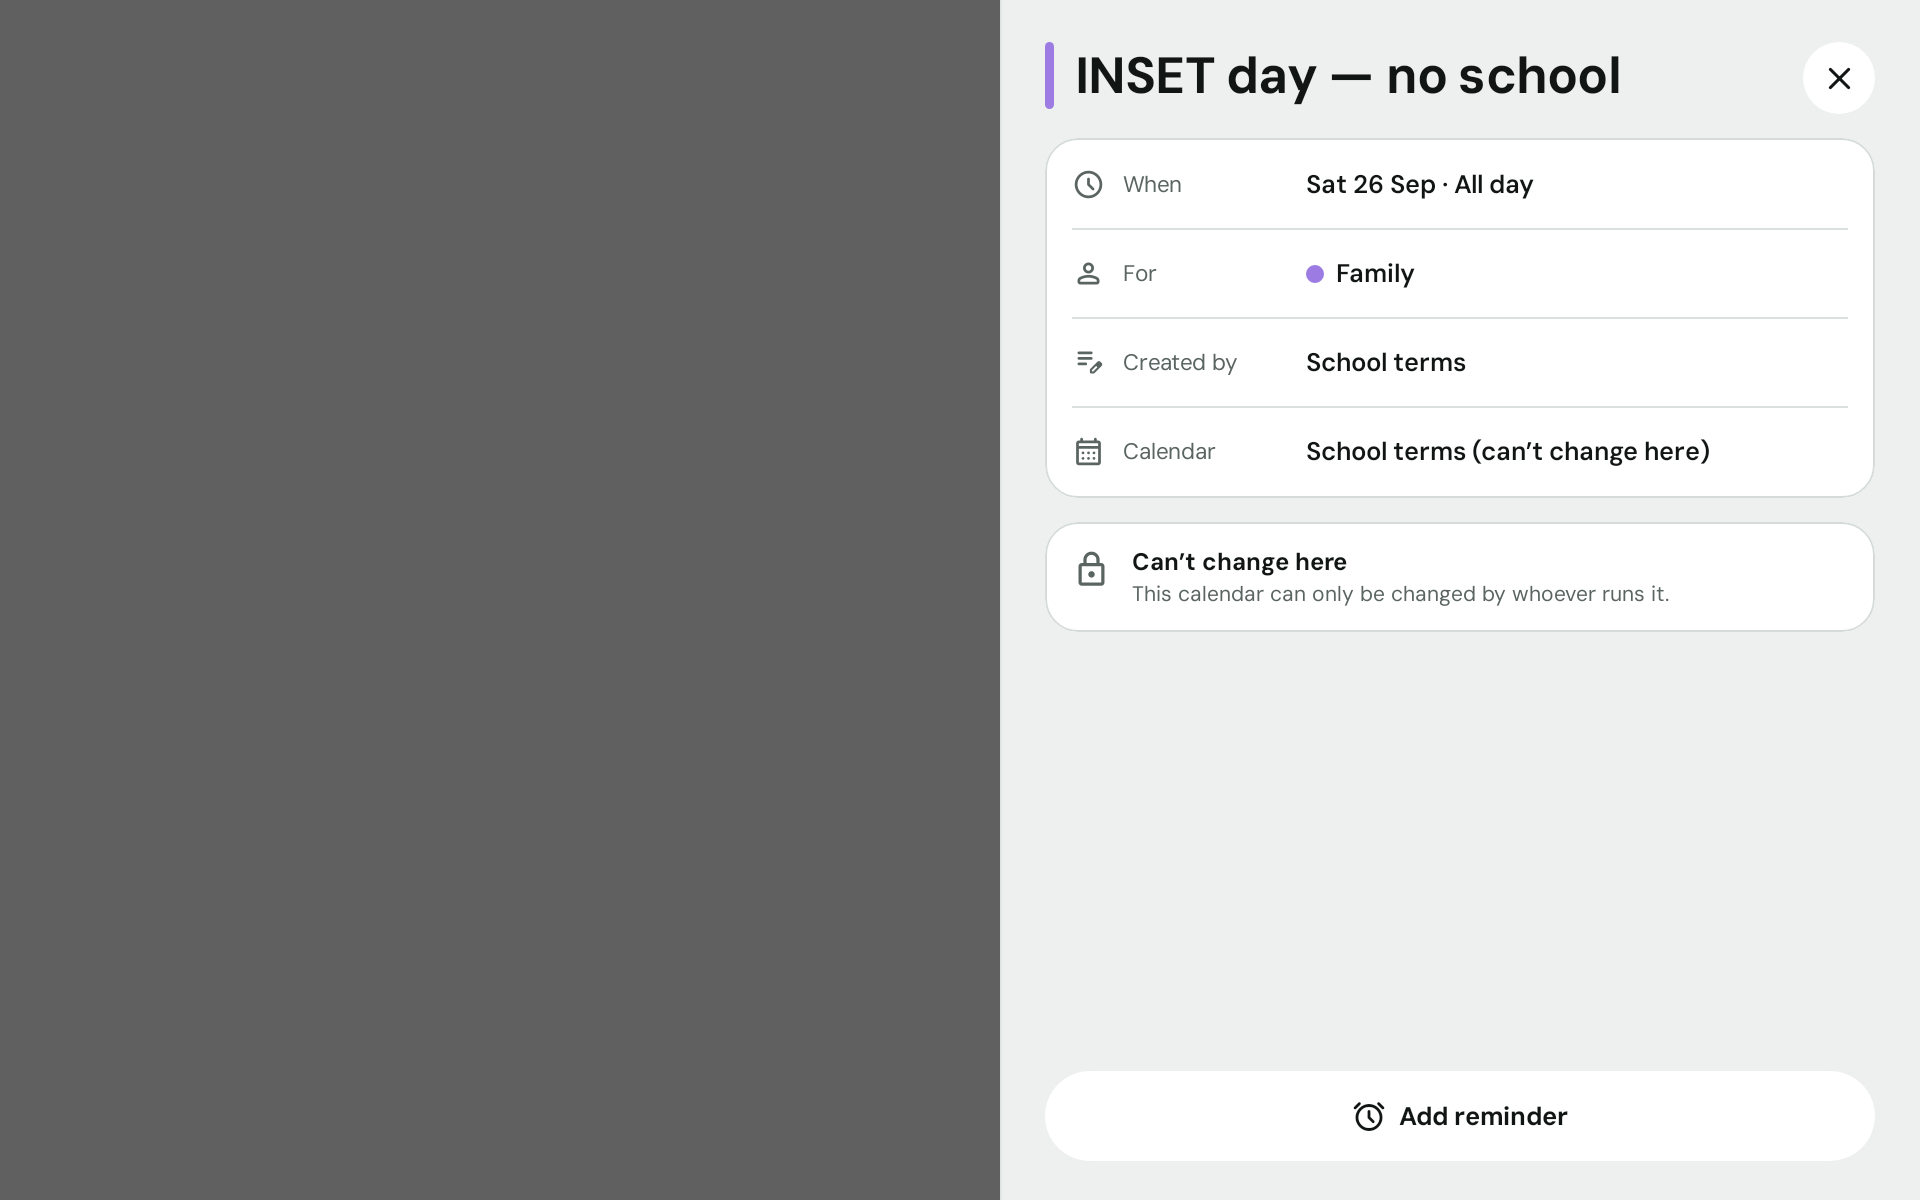 INSET day — no school
When Sat 26 Sep · All day
For Family
Created by School terms
Calendar School terms (can’t change here)
Can’t change here
This calendar can only be changed by whoever runs it.
Add reminder